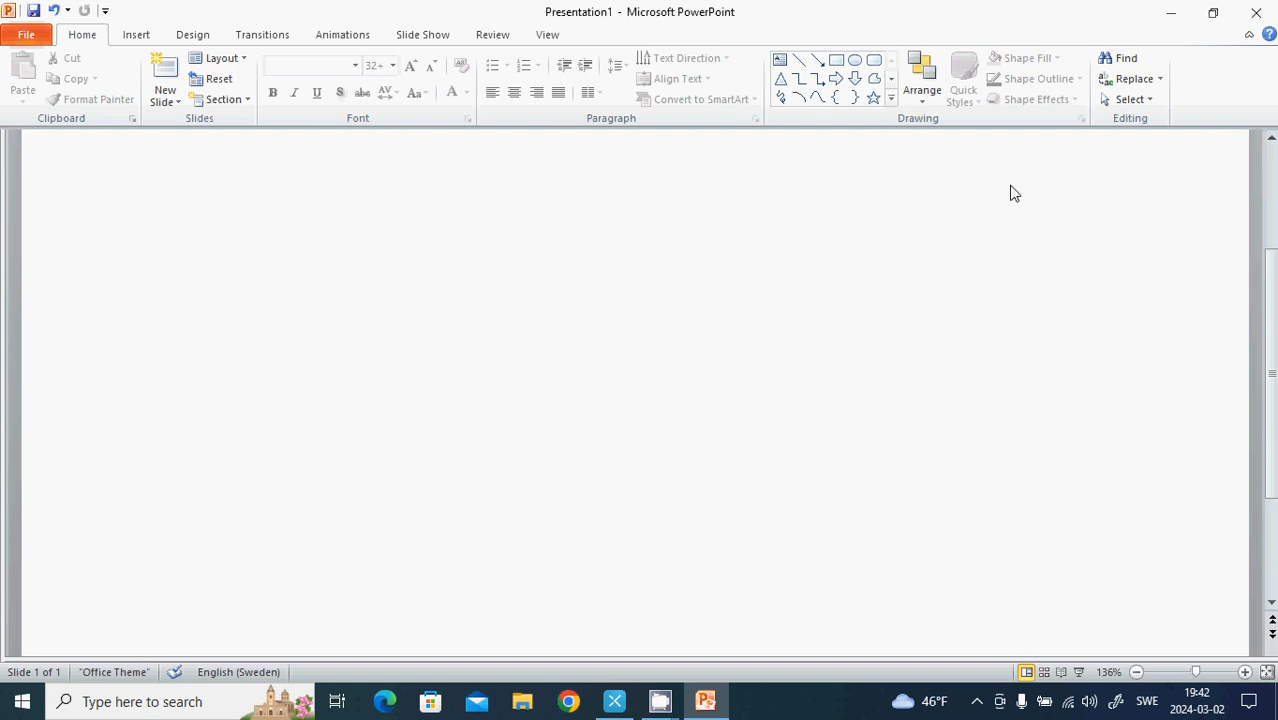 Presentation1 - Microsoft PowerPoint
File Home Insert Design Transitions Animations Slide Show Review View
Paste
Cut
Copy
Format Painter
Clipboard
New Slide
Layout
Reset
Section
Slides
32+
B I U S abc AV Aa A
Font
Text Direction
Align Text
Convert to SmartArt
Paragraph
Arrange
Quick Styles
Shape Fill
Shape Outline
Shape Effects
Drawing
Find
Replace
Select
Editing
Slide 1 of 1 "Office Theme" English (Sweden) 136%
Type here to search
46°F
SWE
19:42
2024-03-02